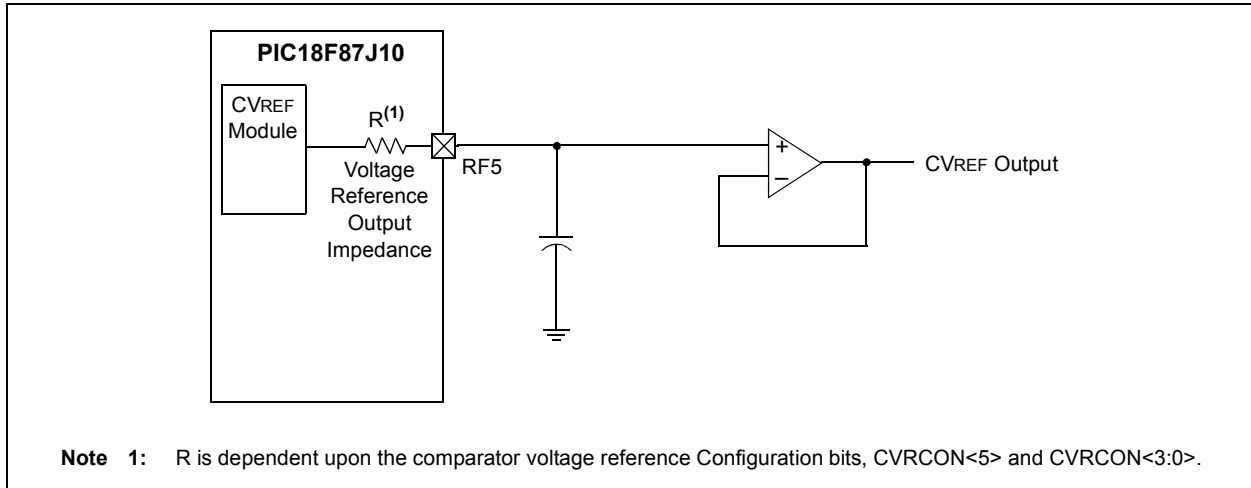 PIC18F87J10
CVREF
Module
R(1)
Voltage
Reference
Output
Impedance
RF5
+
–
CVREF Output
Note 1: R is dependent upon the comparator voltage reference Configuration bits, CVRCON<5> and CVRCON<3:0>.